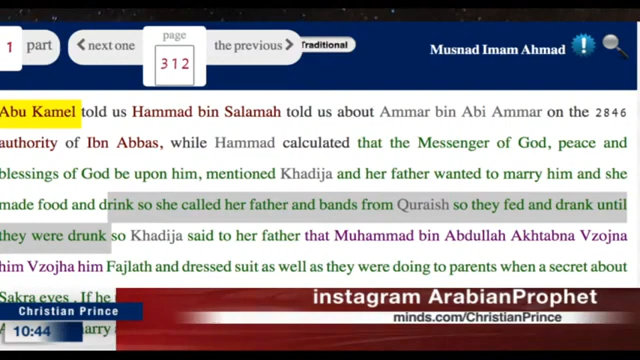 1 part
next one
page
312
the previous
Traditional
Musnad Imam Ahmad
Abu Kamel told us Hammad bin Salamah told us about Ammar bin Abi Ammar on the 2846
authority of Ibn Abbas, while Hammad calculated that the Messenger of God, peace and
blessings of God be upon him, mentioned Khadija and her father wanted to marry him and she
made food and drink so she called her father and bands from Quraish so they fed and drank until
they were drunk so Khadija said to her father that Muhammad bin Abdullah Akhtabna Vzojna
him Vzojha him Fajlath and dressed suit as well as they were doing to parents when a secret about
Sakra eyes . If he
instagram ArabianProphet
Christian Prince
minds.com/ChristianPrince
10:44
marry